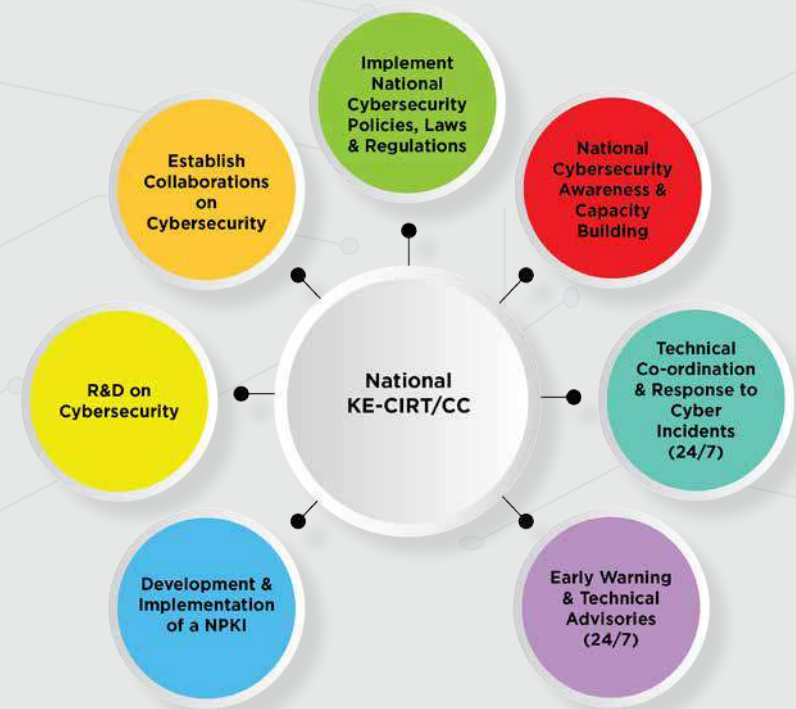 Implement
National
Cybersecurity
Policies, Laws
& Regulations
National
Cybersecurity
Awareness &
Capacity
Building
Technical
Co-ordination
& Response to
Cyber
Incidents
(24/7)
Early Warning
& Technical
Advisories
(24/7)
Development &
Implementation
of a NPKI
R&D on
Cybersecurity
Establish
Collaborations
on
Cybersecurity
National
KE-CIRT/CC